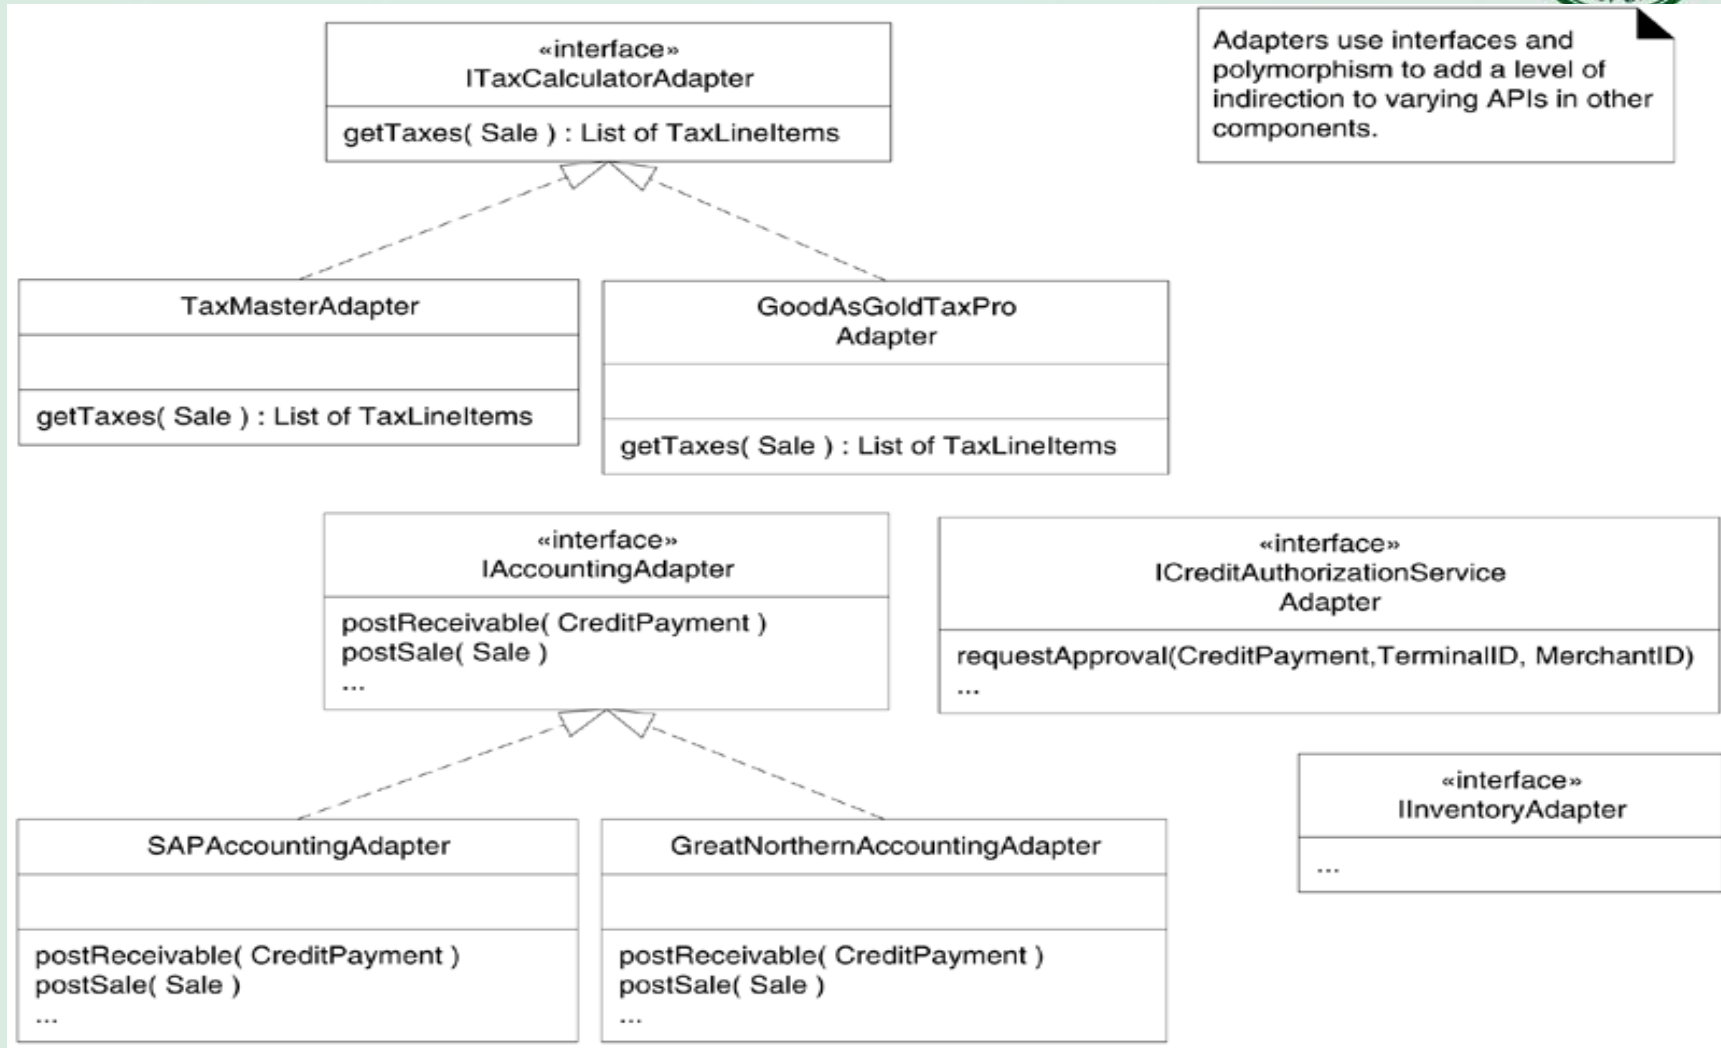 «interface»
ITaxCalculatorAdapter
getTaxes( Sale ) : List of TaxLineItems
Adapters use interfaces and
polymorphism to add a level of
indirection to varying APIs in other
components.
TaxMasterAdapter
getTaxes( Sale ) : List of TaxLineItems
GoodAsGoldTaxPro
Adapter
getTaxes( Sale ) : List of TaxLineItems
«interface»
IAccountingAdapter
postReceivable( CreditPayment )
postSale( Sale )
...
«interface»
ICreditAuthorizationService
Adapter
requestApproval(CreditPayment,TerminalID, MerchantID)
...
«interface»
IInventoryAdapter
...
SAPAccountingAdapter
postReceivable( CreditPayment )
postSale( Sale )
...
GreatNorthernAccountingAdapter
postReceivable( CreditPayment )
postSale( Sale )
...